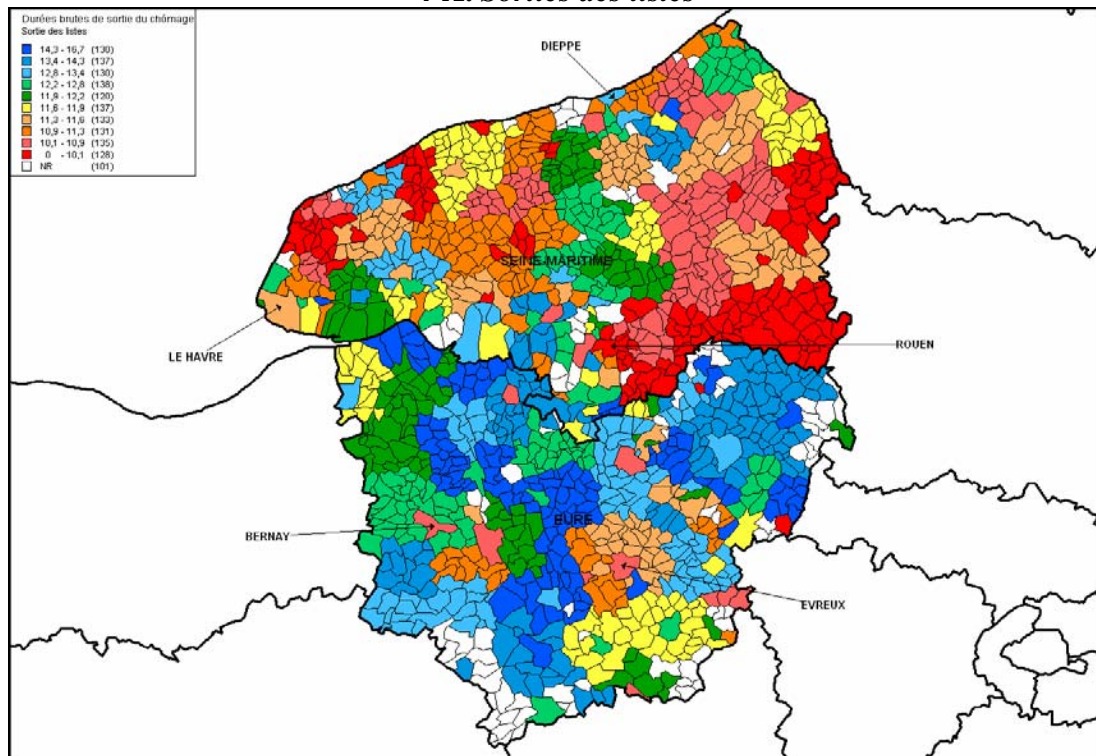 Durées brutes de sortie du chômage
Sortie des listes
14,3 - 16,7 (130)
13,4 - 14,3 (137)
12,8 - 13,4 (130)
12,2 - 12,8 (138)
11,9 - 12,2 (120)
11,6 - 11,9 (137)
11,3 - 11,6 (133)
10,9 - 11,3 (131)
10,1 - 10,9 (135)
0 - 10,1 (128)
NR (101)
DIEPPE
SEINE-MARITIME
LE HAVRE
ROUEN
BERNAY
EURE
EVREUX